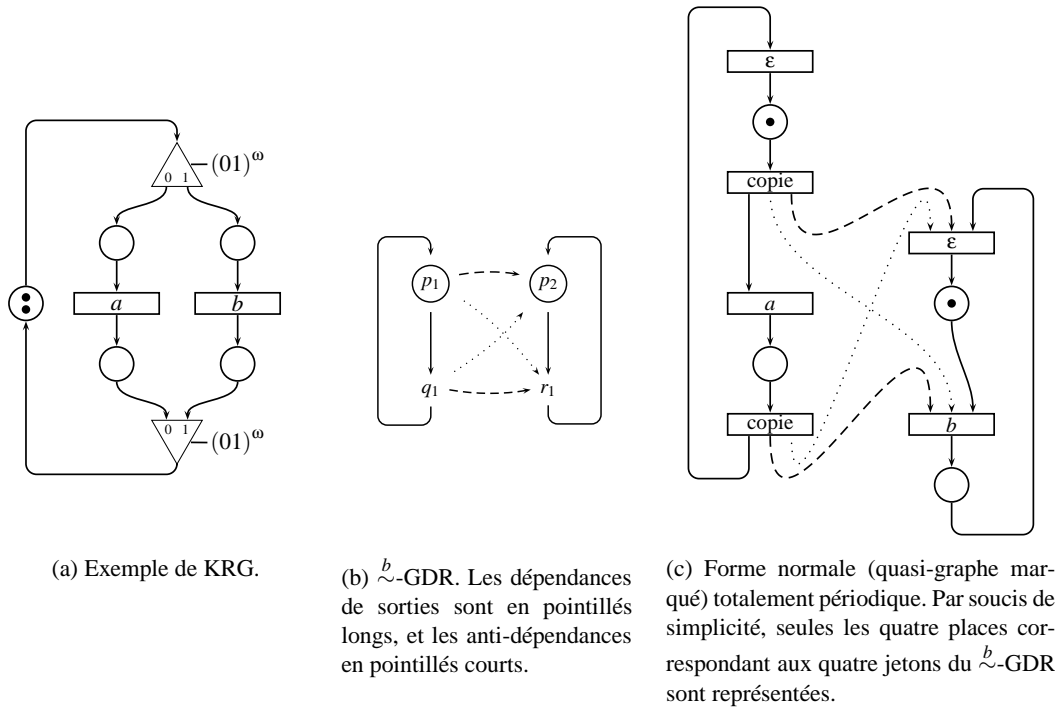 (01)^ω
0 1
a
b
0 1
(01)^ω
(a) Exemple de KRG.
p₁
p₂
q₁
r₁
(b) ᵇ∼-GDR. Les dépendances
de sorties sont en pointillés
longs, et les anti-dépendances
en pointillés courts.
ε
copie
ε
a
copie
b
(c) Forme normale (quasi-graphe mar-
qué) totalement périodique. Par soucis de
simplicité, seules les quatre places cor-
respondant aux quatre jetons du ᵇ∼-GDR
sont représentées.